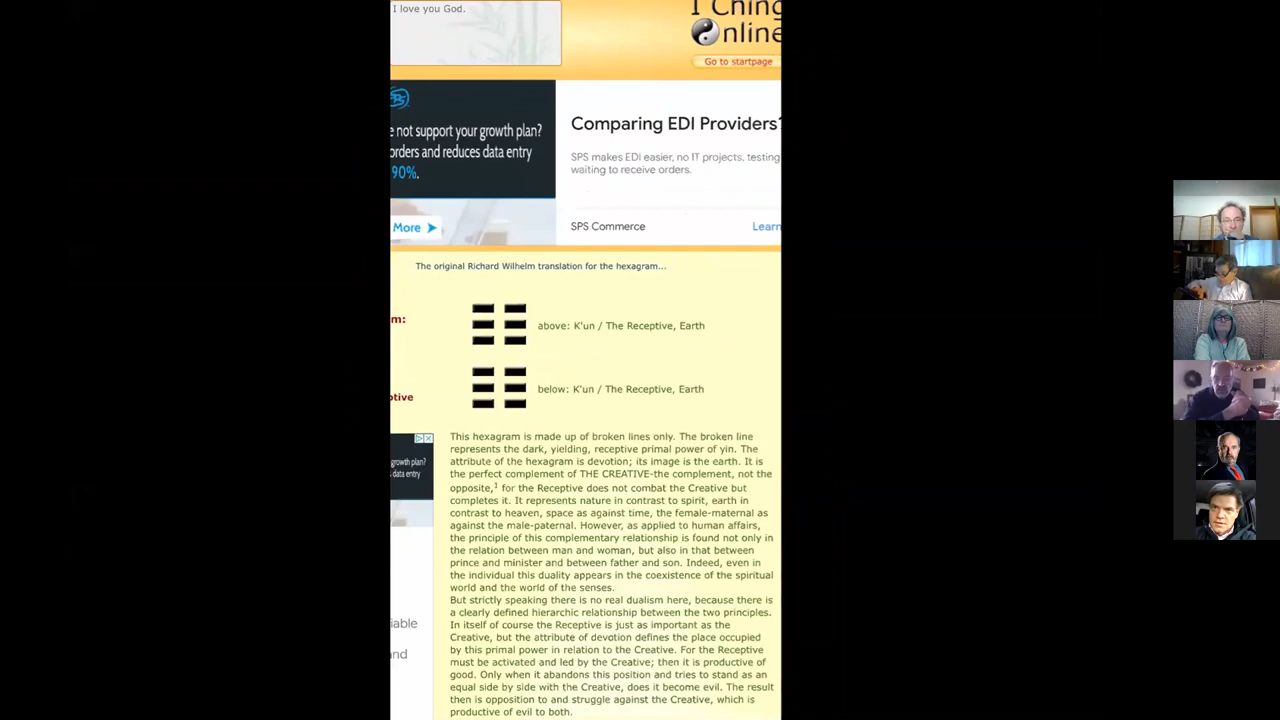 I love you God.
I Ching
Online
Go to startpage
e not support your growth plan?
orders and reduces data entry
90%.
More
Comparing EDI Providers?
SPS makes EDI easier, no IT projects, testing
waiting to receive orders.
SPS Commerce
Learn
The original Richard Wilhelm translation for the hexagram...
m:
above: K'un / The Receptive, Earth
below: K'un / The Receptive, Earth
ptive
growth plan?
data entry
iable
nd
This hexagram is made up of broken lines only. The broken line
represents the dark, yielding, receptive primal power of yin. The
attribute of the hexagram is devotion; its image is the earth. It is
the perfect complement of THE CREATIVE-the complement, not the
opposite,¹ for the Receptive does not combat the Creative but
completes it. It represents nature in contrast to spirit, earth in
contrast to heaven, space as against time, the female-maternal as
against the male-paternal. However, as applied to human affairs,
the principle of this complementary relationship is found not only in
the relation between man and woman, but also in that between
prince and minister and between father and son. Indeed, even in
the individual this duality appears in the coexistence of the spiritual
world and the world of the senses.
But strictly speaking there is no real dualism here, because there is
a clearly defined hierarchic relationship between the two principles.
In itself of course the Receptive is just as important as the
Creative, but the attribute of devotion defines the place occupied
by this primal power in relation to the Creative. For the Receptive
must be activated and led by the Creative; then it is productive of
good. Only when it abandons this position and tries to stand as an
equal side by side with the Creative, does it become evil. The result
then is opposition to and struggle against the Creative, which is
productive of evil to both.